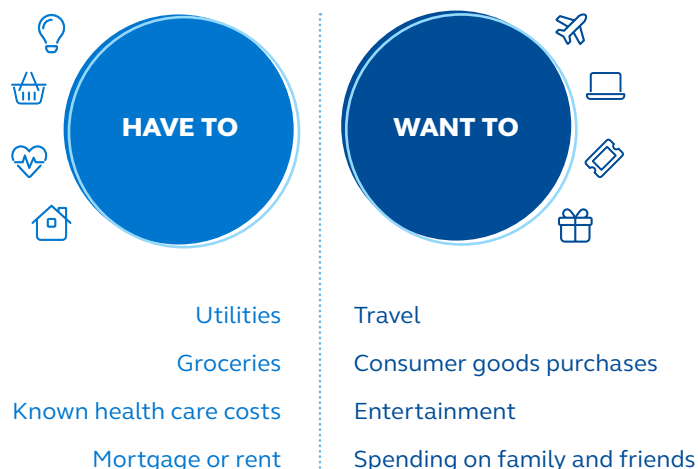 HAVE TO
WANT TO
Utilities
Groceries
Known health care costs
Mortgage or rent
Travel
Consumer goods purchases
Entertainment
Spending on family and friends